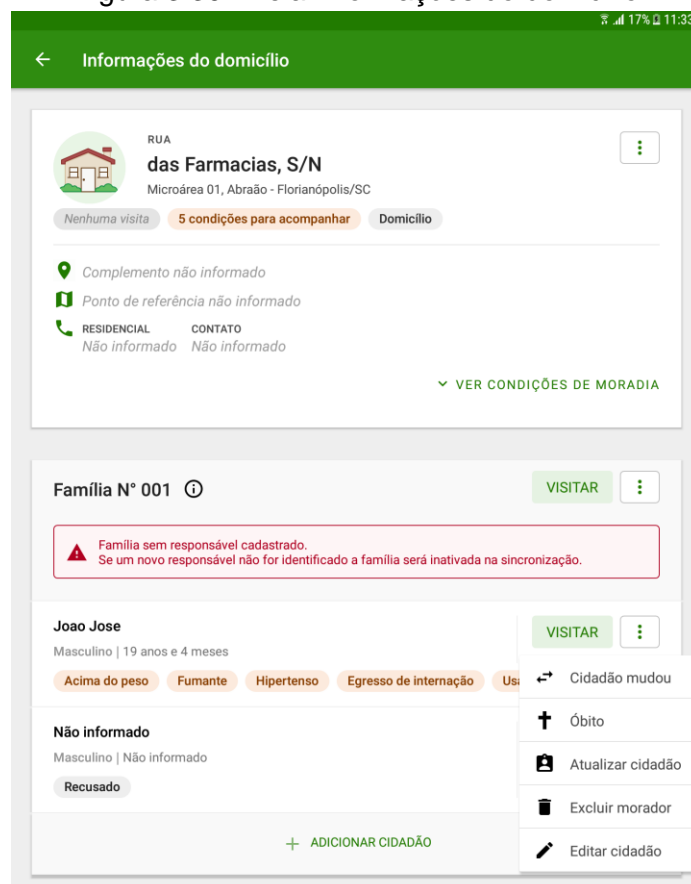 17% 11:33
Informações do domicílio
RUA
das Farmacias, S/N
Microárea 01, Abraão - Florianópolis/SC
Nenhuma visita 5 condições para acompanhar Domicílio
Complemento não informado
Ponto de referência não informado
RESIDENCIAL CONTATO
Não informado Não informado
VER CONDIÇÕES DE MORADIA
Família N° 001 VISITAR
Família sem responsável cadastrado.
Se um novo responsável não for identificado a família será inativada na sincronização.
Joao Jose VISITAR
Masculino | 19 anos e 4 meses
Acima do peso Fumante Hipertenso Egresso de internação
Cidadão mudou
Óbito
Não informado
Masculino | Não informado
Recusado
Atualizar cidadão
Excluir morador
Editar cidadão
+ ADICIONAR CIDADÃO